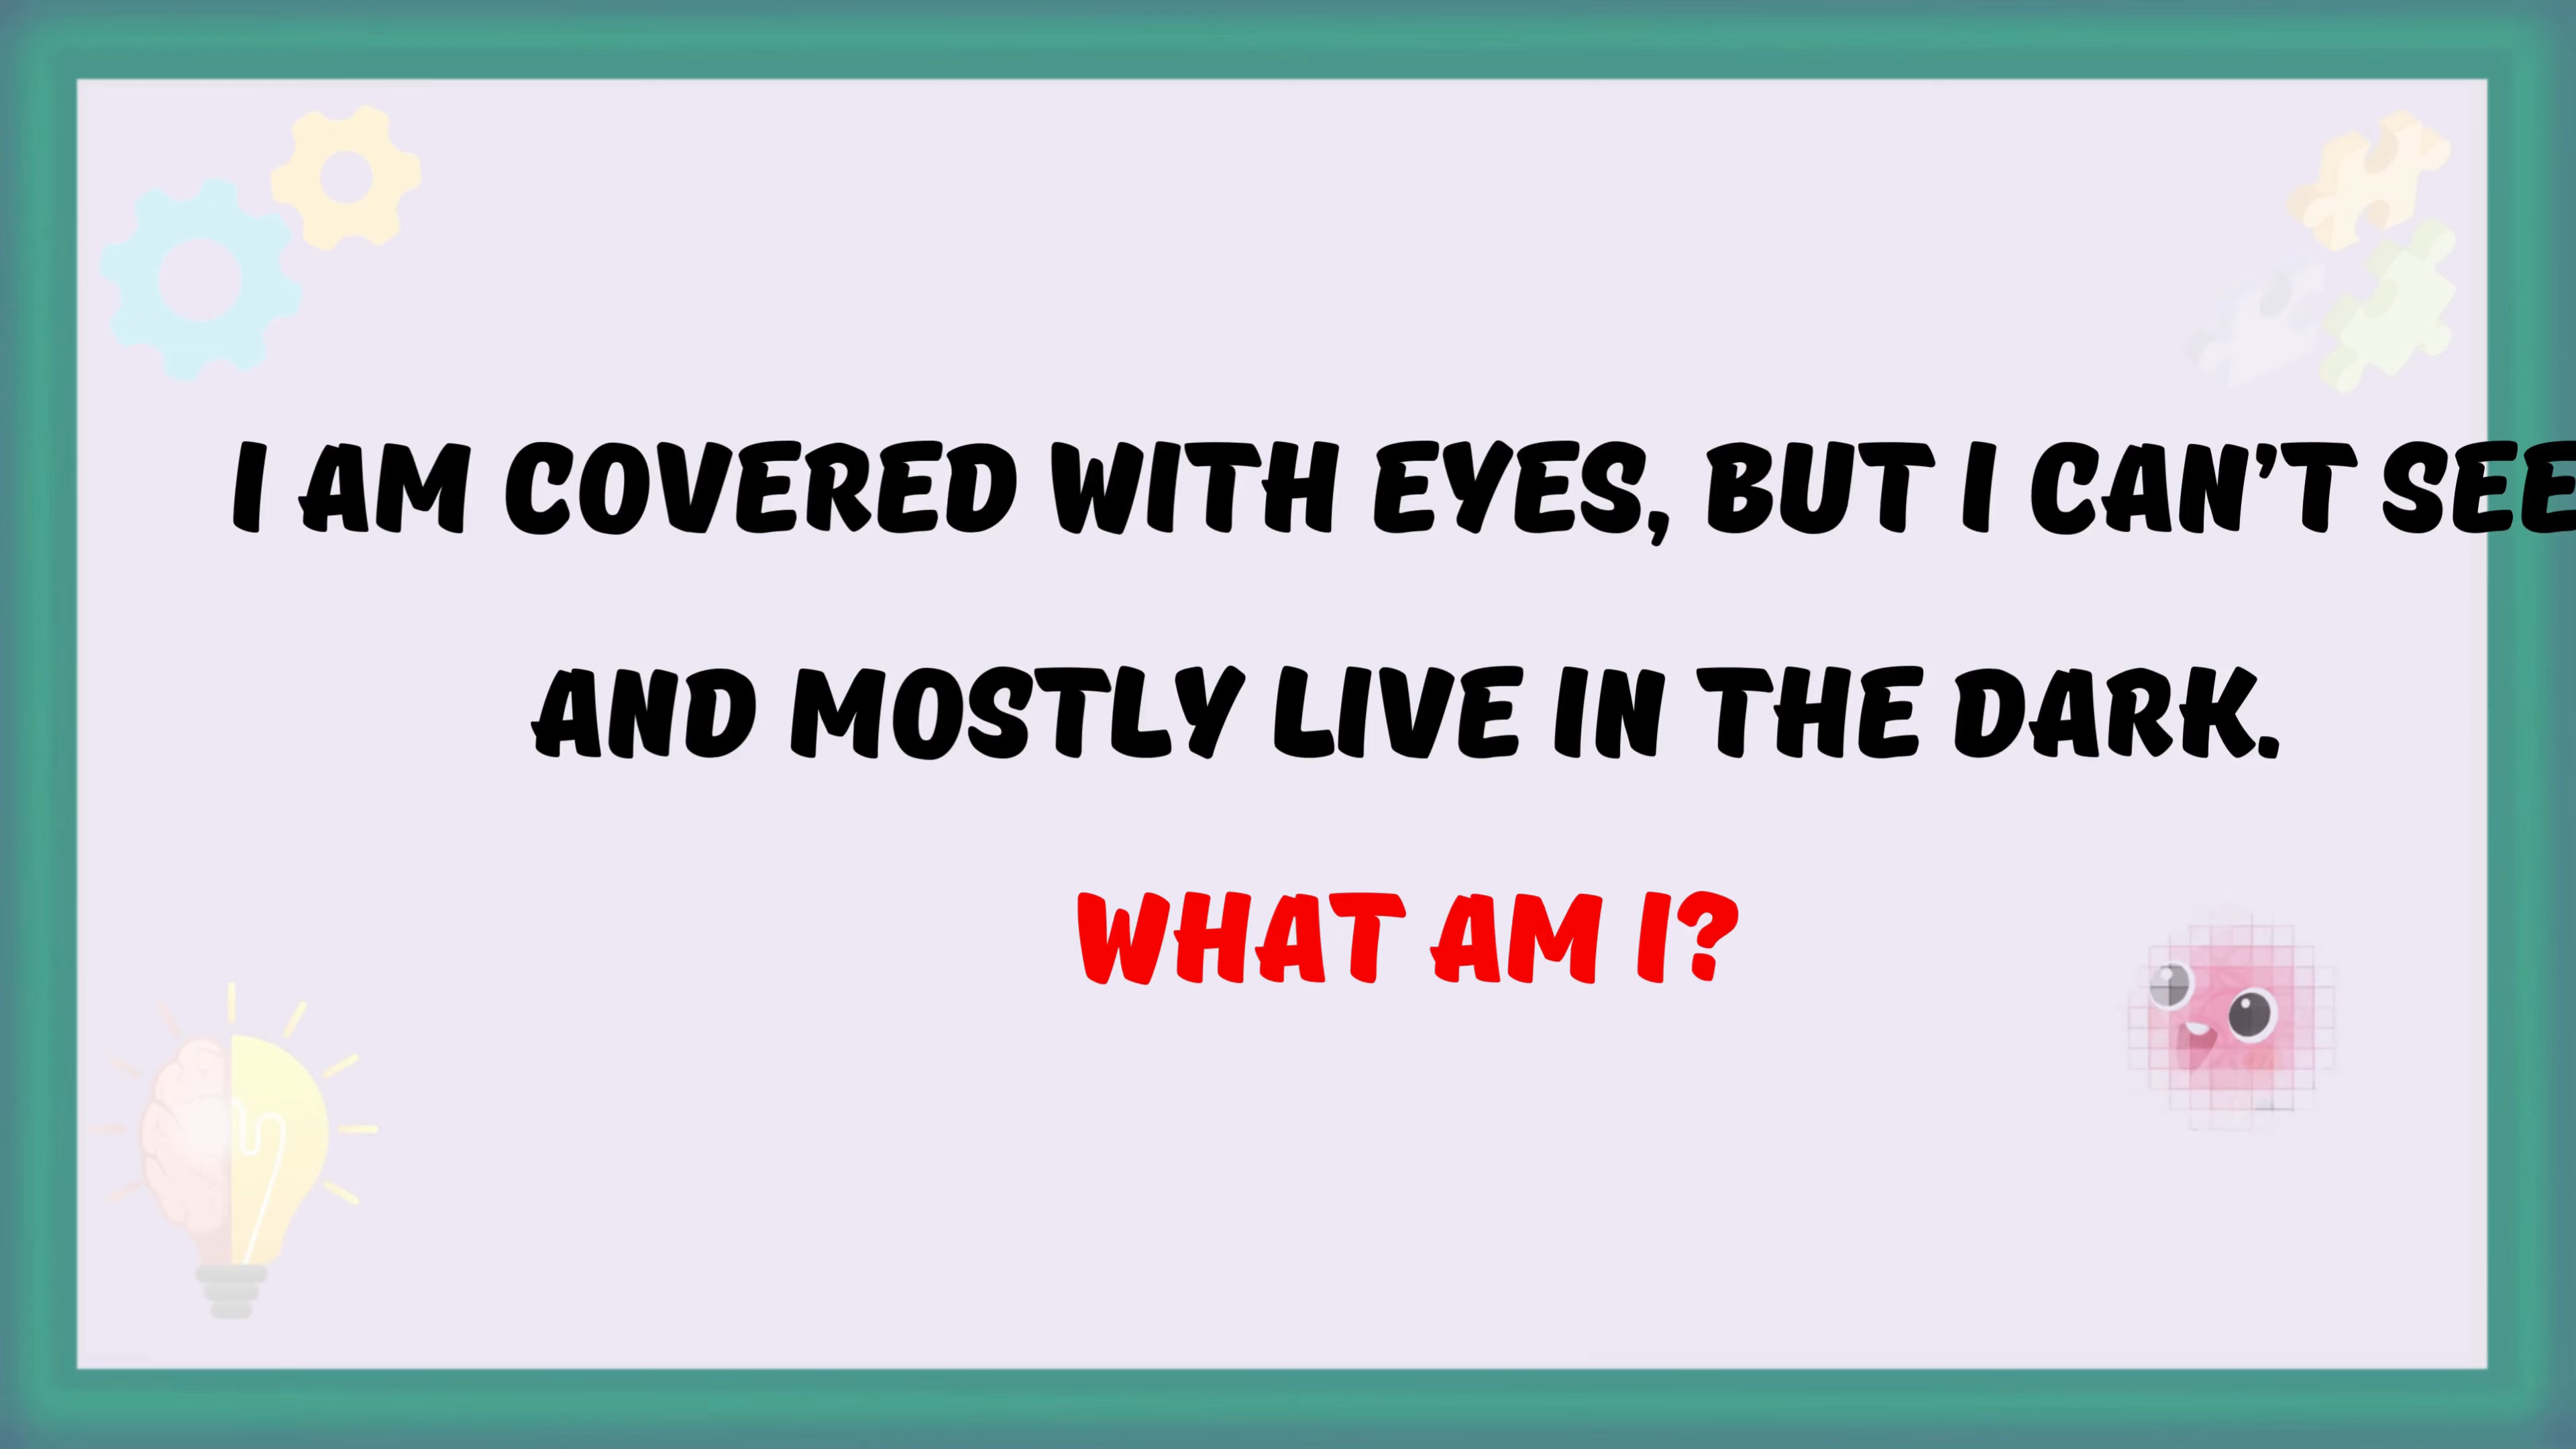 I AM COVERED WITH EYES, BUT I CAN'T SEE
AND MOSTLY LIVE IN THE DARK.
WHAT AM I?